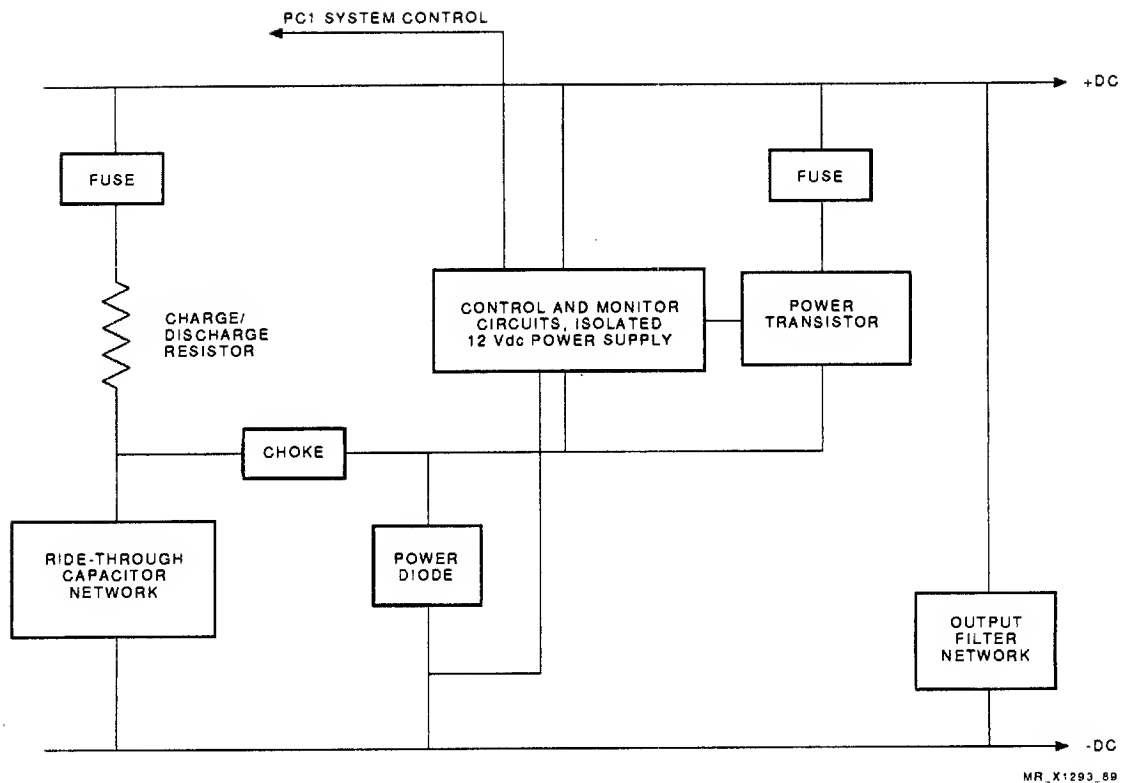 PC1 SYSTEM CONTROL
+DC
FUSE
FUSE
CHARGE/
DISCHARGE
RESISTOR
CONTROL AND MONITOR
CIRCUITS, ISOLATED
12 Vdc POWER SUPPLY
POWER
TRANSISTOR
CHOKE
RIDE-THROUGH
CAPACITOR
NETWORK
POWER
DIODE
OUTPUT
FILTER
NETWORK
-DC
MR_X1293_89